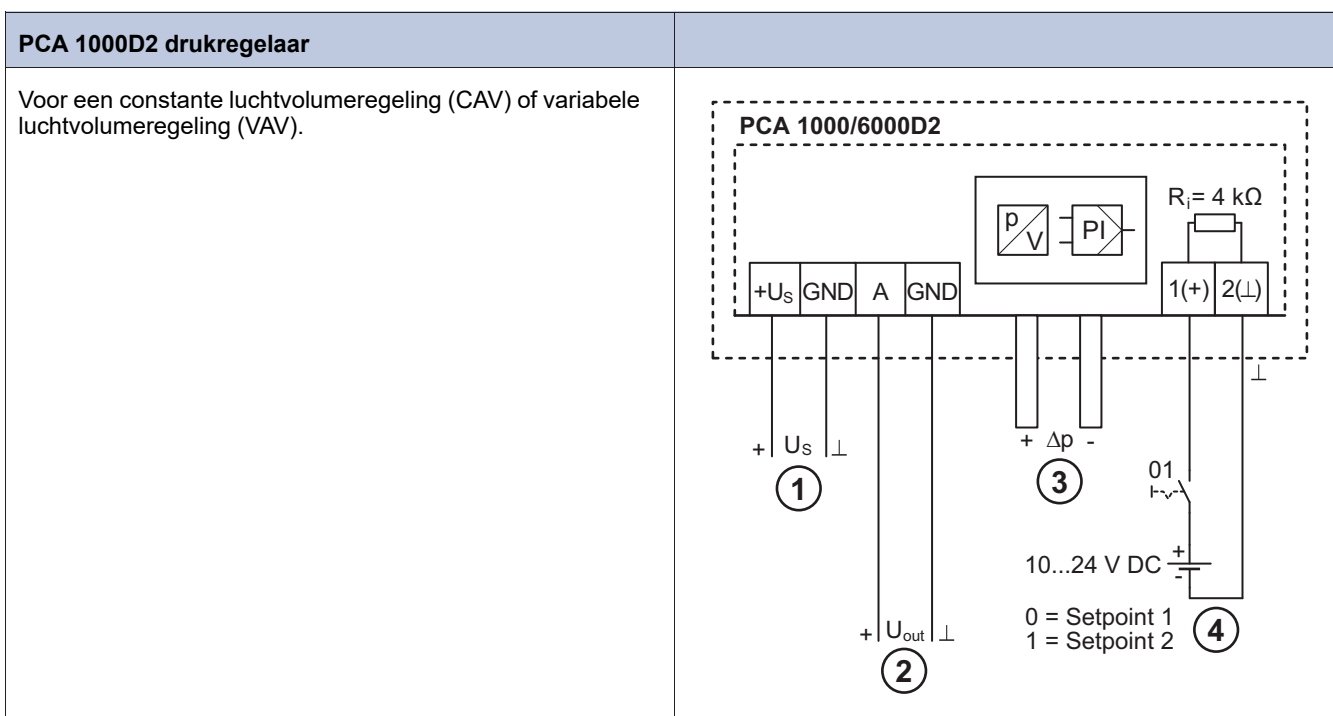 PCA 1000D2 drukregelaar
Voor een constante luchtvolumeregeling (CAV) of variabele
luchtvolumeregeling (VAV).
PCA 1000/6000D2
Rᵢ= 4 kΩ
p/V PI
+Uₛ GND A GND 1(+) 2(⊥)
⊥
+ Uₛ ⊥
1
+ Δp -
3
01
10...24 V DC + -
0 = Setpoint 1
1 = Setpoint 2
4
+ Uout ⊥
2